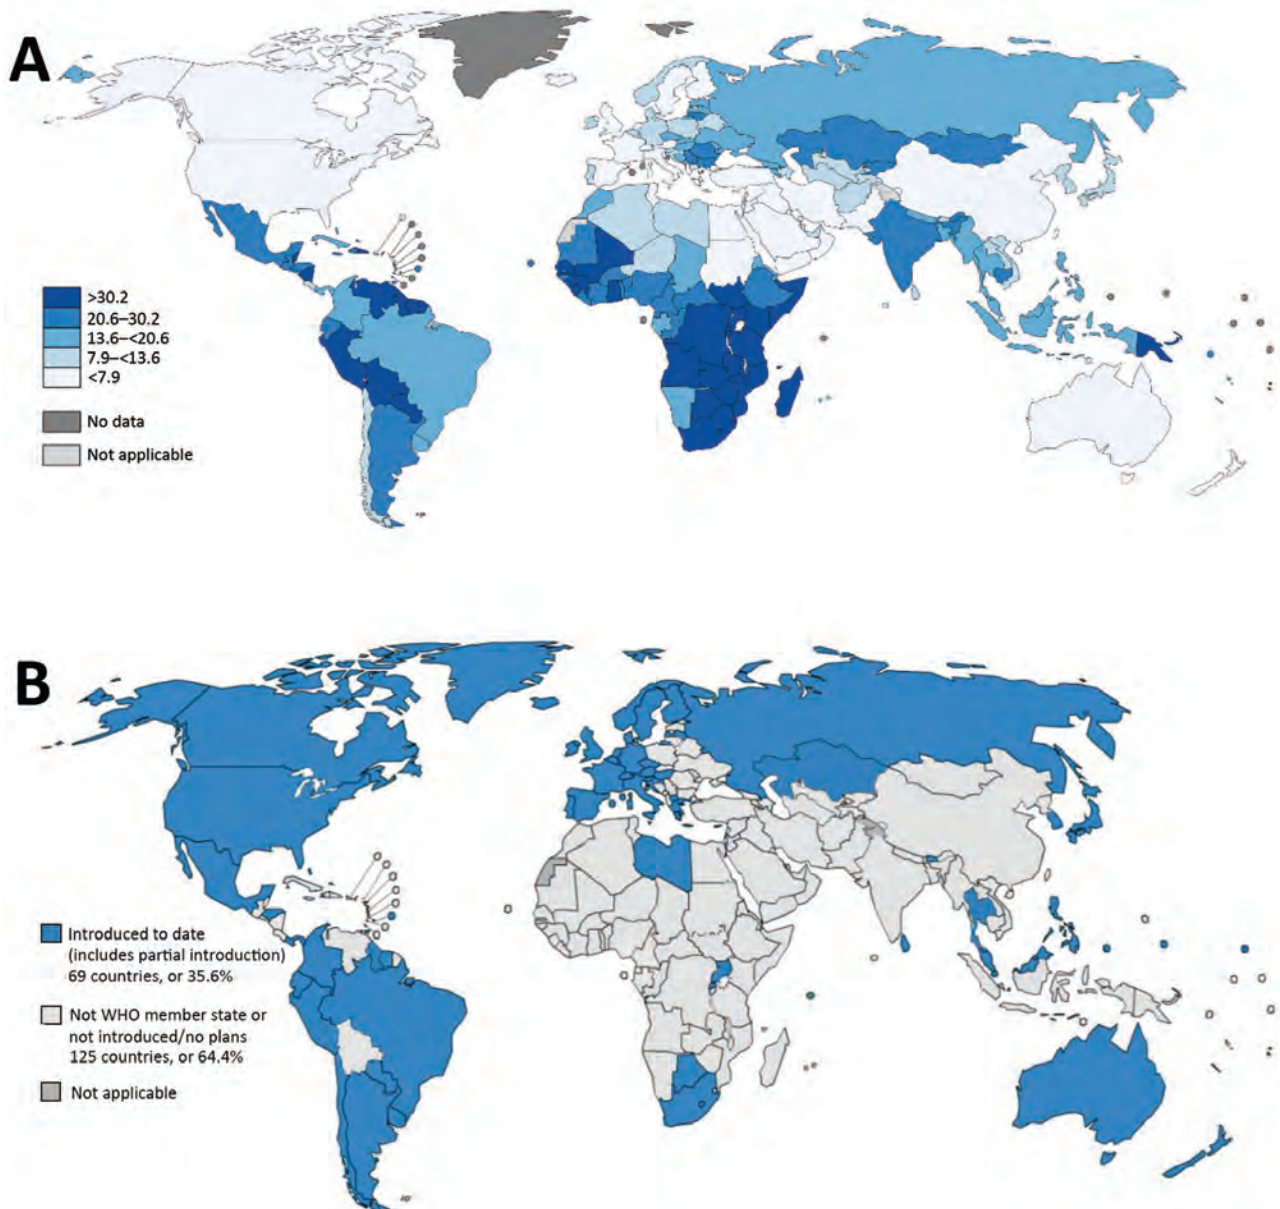 A
>30.2
20.6–30.2
13.6–<20.6
7.9–<13.6
<7.9
No data
Not applicable
B
Introduced to date
(includes partial introduction)
69 countries, or 35.6%
Not WHO member state or
not introduced/no plans
125 countries, or 64.4%
Not applicable